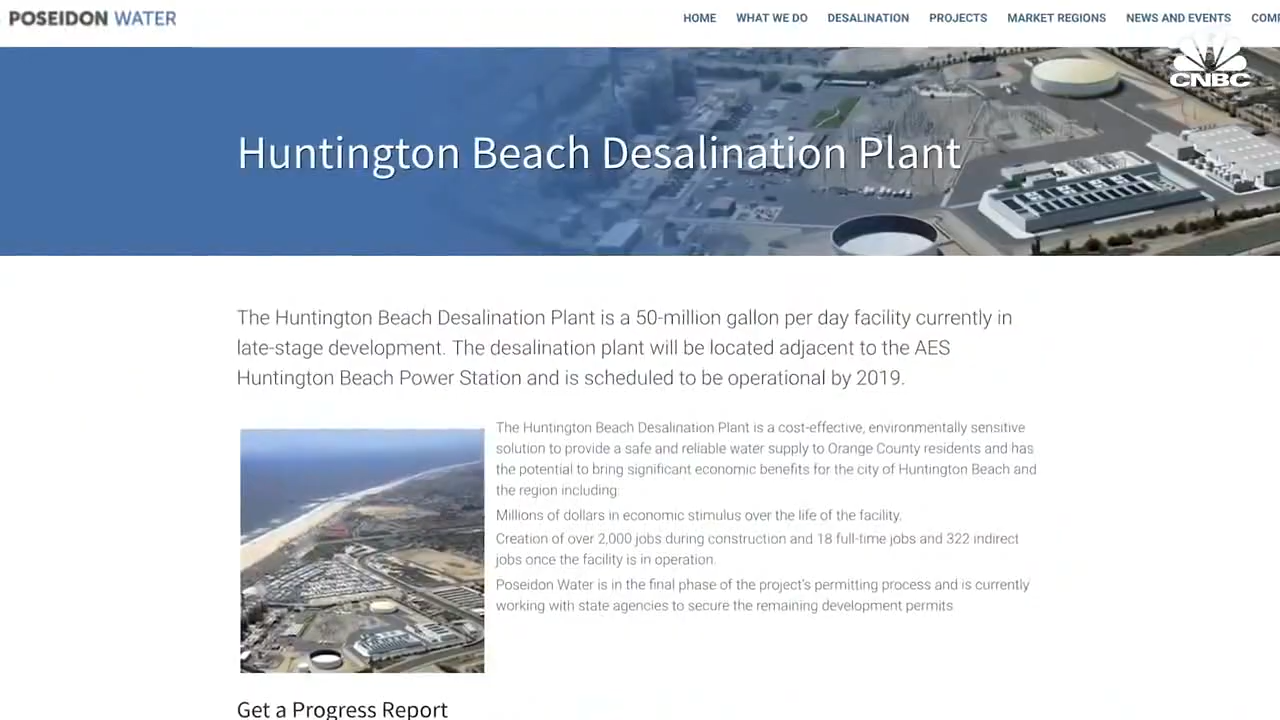 POSEIDON WATER
HOME WHAT WE DO DESALINATION PROJECTS MARKET REGIONS NEWS AND EVENTS COMP
CNBC
Huntington Beach Desalination Plant
The Huntington Beach Desalination Plant is a 50-million gallon per day facility currently in
late-stage development. The desalination plant will be located adjacent to the AES
Huntington Beach Power Station and is scheduled to be operational by 2019.
The Huntington Beach Desalination Plant is a cost-effective, environmentally sensitive
solution to provide a safe and reliable water supply to Orange County residents and has
the potential to bring significant economic benefits for the city of Huntington Beach and
the region including:
Millions of dollars in economic stimulus over the life of the facility.
Creation of over 2,000 jobs during construction and 18 full-time jobs and 322 indirect
jobs once the facility is in operation.
Poseidon Water is in the final phase of the project's permitting process and is currently
working with state agencies to secure the remaining development permits
Get a Progress Report